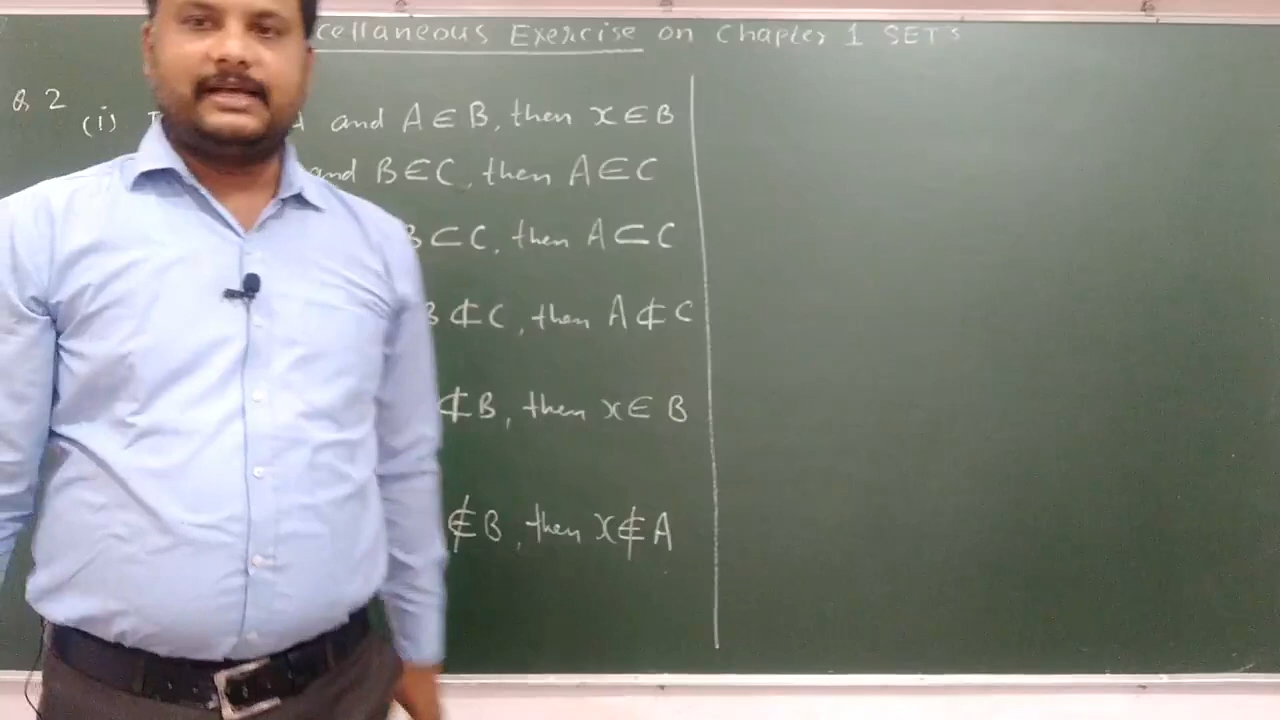 cellaneous Exercise on Chapter 1 SETs
Q 2
(i) and A ∈ B, then x ∈ B
and B ∈ C, then A ∈ C
B ⊂ C, then A ⊂ C
B ⊄ C, then A ⊄ C
⊄ B, then x ∈ B
∉ B, then x ∉ A